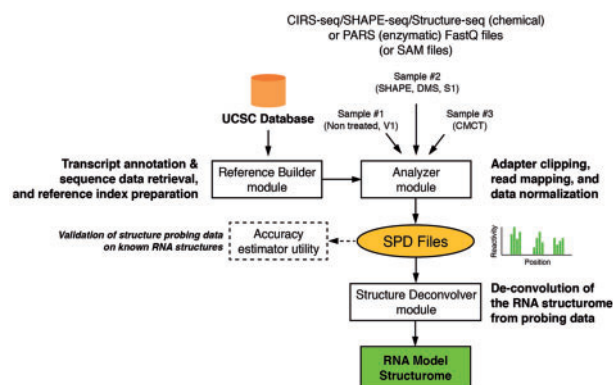 CIRS-seq/SHAPE-seq/Structure-seq (chemical)
or PARS (enzymatic) FastQ files
(or SAM files)
Sample #2
(SHAPE, DMS, S1)
Sample #1
(Non treated, V1)
Sample #3
(CMCT)
UCSC Database
Transcript annotation &
sequence data retrieval,
and reference index preparation
Reference Builder
module
Analyzer
module
Adapter clipping,
read mapping, and
data normalization
Validation of structure probing data
on known RNA structures
Accuracy
estimator utility
SPD Files
Reactivity
Position
Structure Deconvolver
module
De-convolution of
the RNA structurome
from probing data
RNA Model
Structurome